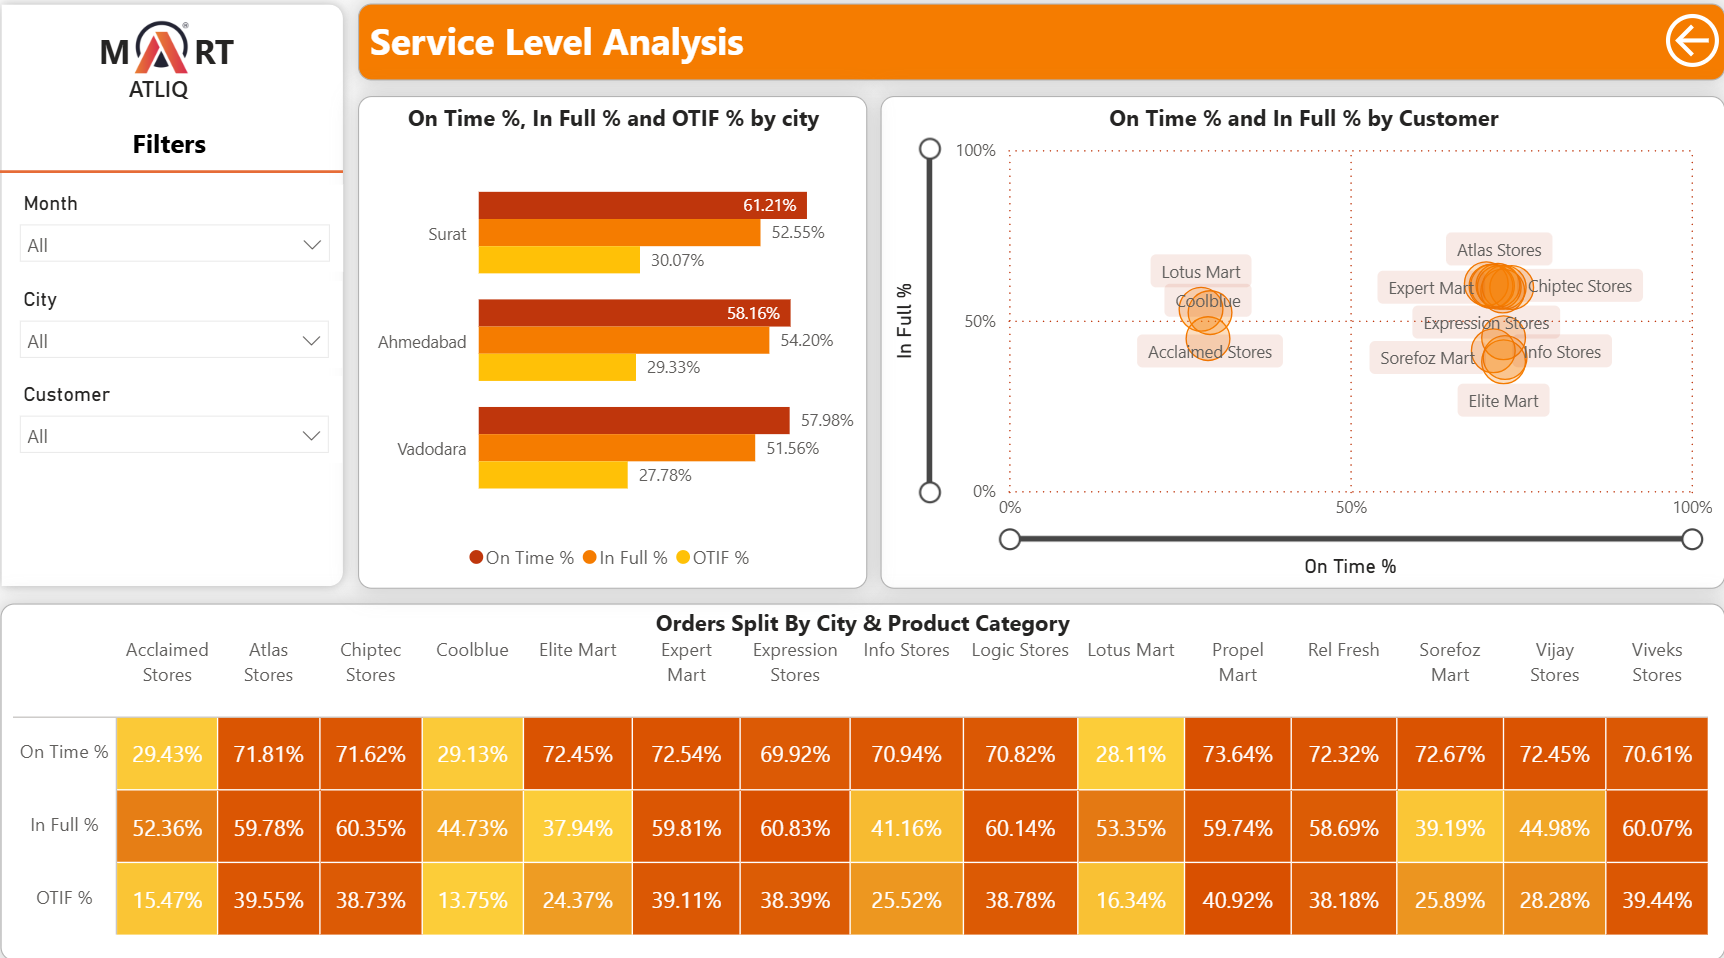 MART
®
ATLIQ
Filters
Month
All
City
All
Customer
All
Service Level Analysis
On Time %, In Full % and OTIF % by city
Surat
61.21%
52.55%
30.07%
Ahmedabad
58.16%
54.20%
29.33%
Vadodara
57.98%
51.56%
27.78%
On Time % In Full % OTIF %
On Time % and In Full % by Customer
In Full %
100%
50%
0%
0% 50% 100%
On Time %
Atlas Stores
Lotus Mart
Expert Mart
Chiptec Stores
Coolblue
Expression Stores
Acclaimed Stores
Sorefoz Mart
Info Stores
Elite Mart
Orders Split By City & Product Category
Acclaimed Atlas Chiptec Coolblue Elite Mart Expert Expression Info Stores Logic Stores Lotus Mart Propel Rel Fresh Sorefoz Vijay Viveks
Stores Stores Stores Mart Stores Mart Mart Stores Stores
On Time % 29.43% 71.81% 71.62% 29.13% 72.45% 72.54% 69.92% 70.94% 70.82% 28.11% 73.64% 72.32% 72.67% 72.45% 70.61%
In Full % 52.36% 59.78% 60.35% 44.73% 37.94% 59.81% 60.83% 41.16% 60.14% 53.35% 59.74% 58.69% 39.19% 44.98% 60.07%
OTIF % 15.47% 39.55% 38.73% 13.75% 24.37% 39.11% 38.39% 25.52% 38.78% 16.34% 40.92% 38.18% 25.89% 28.28% 39.44%